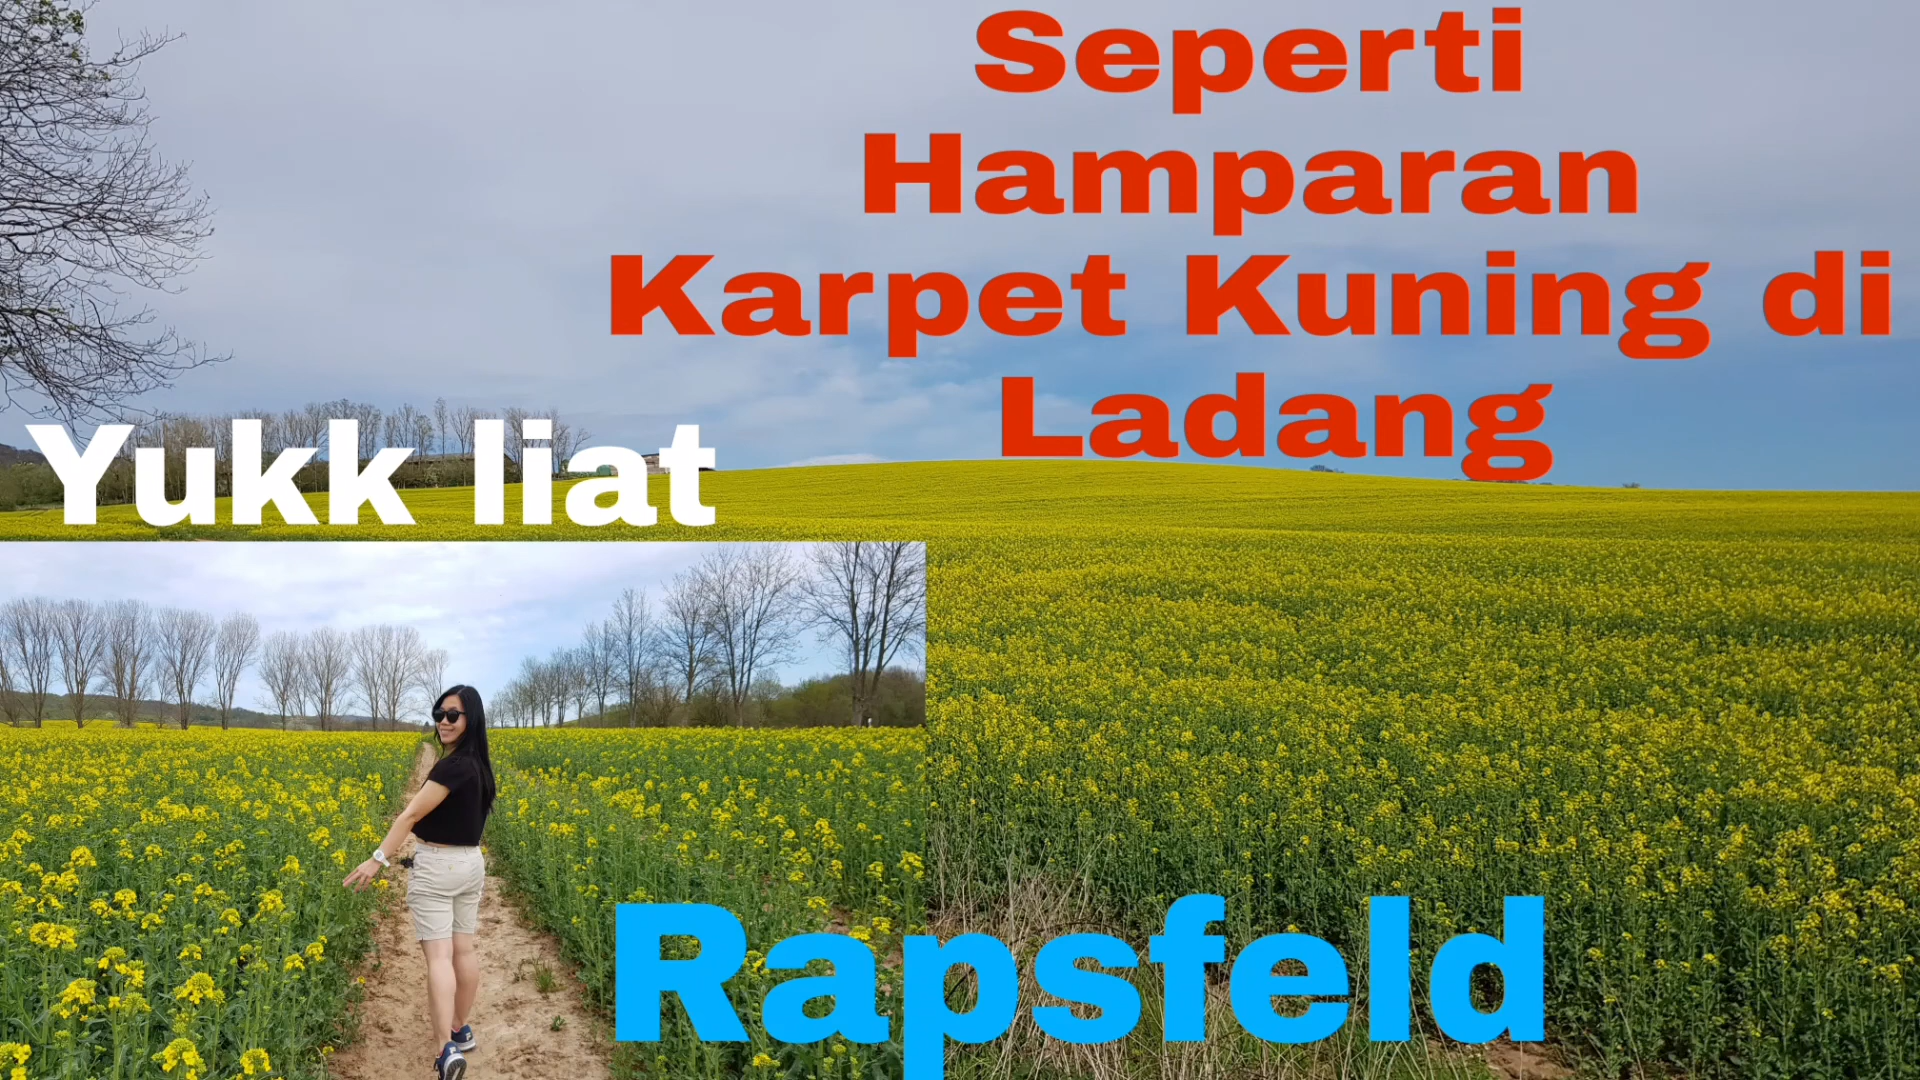 Seperti
Hamparan
Karpet Kuning di
Ladang
Yukk liat
Rapsfeld